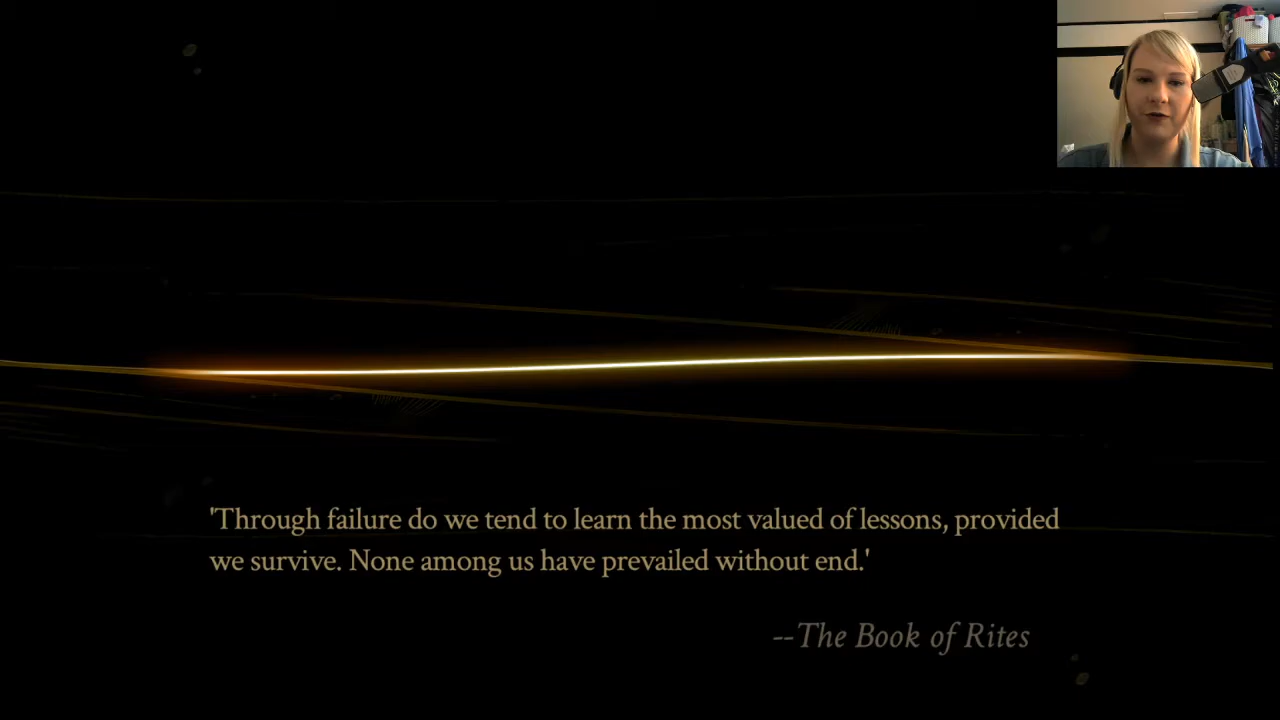 'Through failure do we tend to learn the most valued of lessons, provided
we survive. None among us have prevailed without end.'
--The Book of Rites